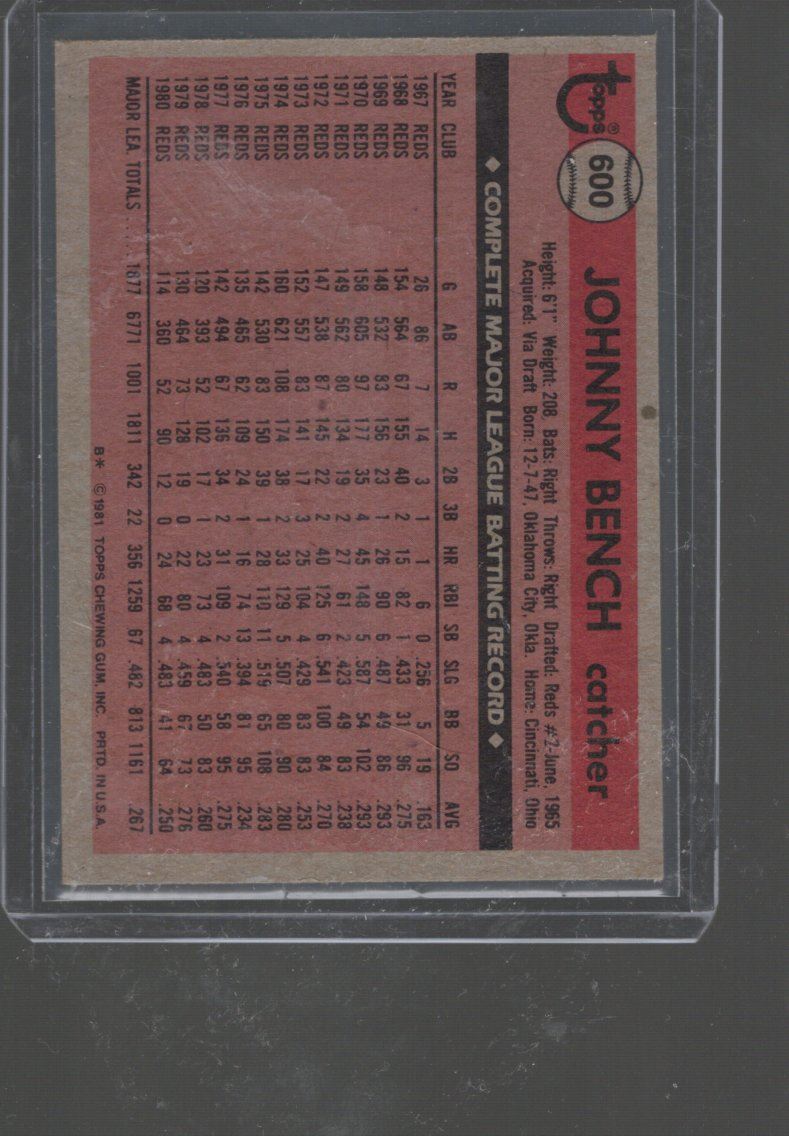 topps® 600 JOHNNY BENCH catcher
Height: 6'1" Weight: 208 Bats: Right Throws: Right Drafted: Reds #2-June, 1965
Acquired: Via Draft Born: 12-7-47, Oklahoma City, Okla. Home: Cincinnati, Ohio
◆ COMPLETE MAJOR LEAGUE BATTING RECORD ◆
YEAR CLUB G AB R H 2B 3B HR RBI SB SLG BB SO AVG
1967 REDS 26 86 7 14 3 1 1 6 0 .256 5 19 .163
1968 REDS 154 564 67 155 40 2 15 82 1 .433 31 96 .275
1969 REDS 148 532 83 156 23 1 26 90 6 .487 49 86 .293
1970 REDS 158 605 97 177 35 4 45 148 5 .587 54 102 .293
1971 REDS 149 562 80 134 19 2 27 61 2 .423 49 83 .238
1972 REDS 147 538 87 145 22 2 40 125 6 .541 100 84 .270
1973 REDS 152 557 83 141 17 3 25 104 4 .429 83 83 .253
1974 REDS 160 621 108 174 38 2 33 129 5 .507 80 90 .280
1975 REDS 142 530 83 150 39 1 28 110 11 .519 65 108 .283
1976 REDS 135 465 62 109 24 1 16 74 13 .394 81 95 .234
1977 REDS 142 494 67 136 34 2 31 109 2 .540 58 95 .275
1978 REDS 120 393 52 102 17 1 23 73 4 .483 50 83 .260
1979 REDS 130 464 73 128 19 0 22 80 4 .459 67 73 .276
1980 REDS 114 360 52 90 12 0 24 68 4 .483 41 64 .250
MAJOR LEA. TOTALS .... 1877 6771 1001 1811 342 22 356 1259 67 .482 813 1161 .267
B* ©1981 TOPPS CHEWING GUM, INC. PRTD. IN U.S.A.